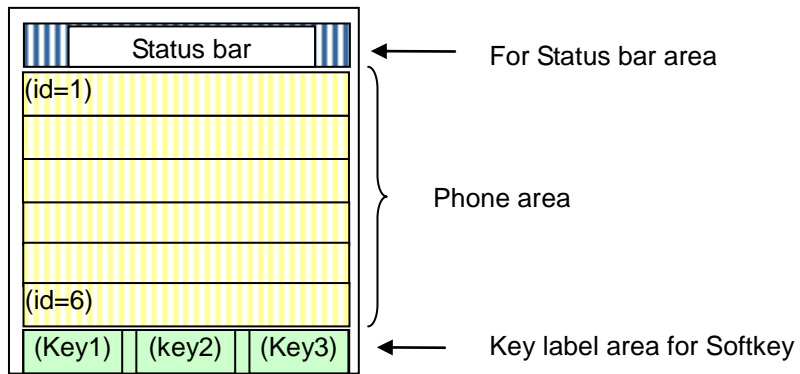 Status bar
For Status bar area
(id=1)
Phone area
(id=6)
(Key1) (key2) (Key3)
Key label area for Softkey